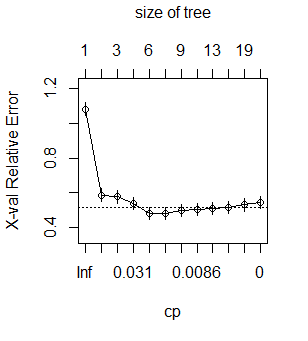 size of tree
1 3 6 9 13 19
X-val Relative Error
1.2
0.8
0.4
Inf 0.031 0.0086 0
cp